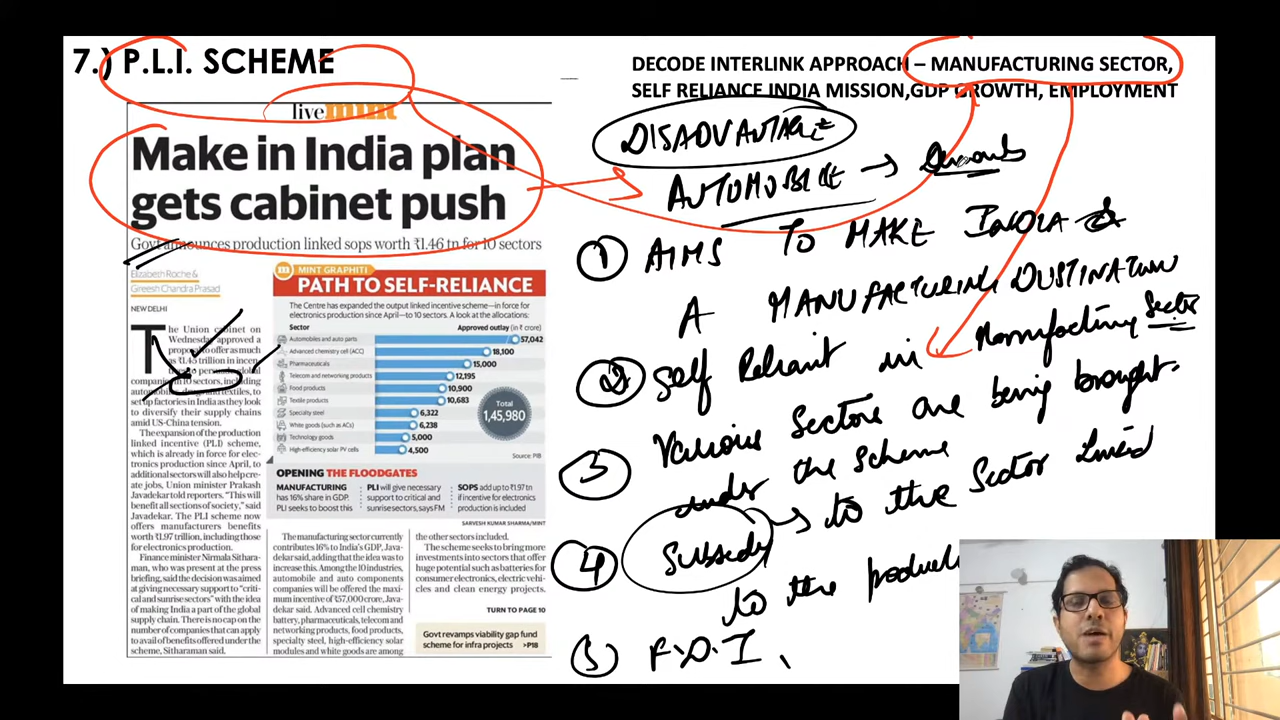 7.) P.L.I. SCHEME
DECODE INTERLINK APPROACH – MANUFACTURING SECTOR,
SELF RELIANCE INDIA MISSION,GDP GROWTH, EMPLOYMENT
livemint
Make in India plan
gets cabinet push
Govt announces production linked sops worth ₹1.46 tn for 10 sectors
Elizabeth Roche &
Gireesh Chandra Prasad
NEW DELHI
The Union cabinet on
Wednesday approved a
proposal to offer as much
as ₹1.45 trillion in incen-
global
companies in 10 sectors, including
textiles, to
set up factories in India as they look
to diversify their supply chains
amid US-China tension.
The expansion of the production
linked incentive (PLI) scheme,
which is already in force for elec-
tronics production since April, to
additional sectors will also help cre-
ate jobs, Union minister Prakash
Javadekar told reporters. "This will
benefit all sections of society," said
Javadekar. The PLI scheme now
offers manufacturers benefits
worth ₹1.97 trillion, including those
for electronics production.
Finance minister Nirmala Sithara-
man, who was present at the press
briefing, said the decision was aimed
at giving necessary support to "criti-
cal and sunrise sectors" with the idea
of making India a part of the global
supply chain. There is no cap on the
number of companies that can apply
to avail of benefits offered under the
scheme, Sitharaman said.
m MINT GRAPHITI
PATH TO SELF-RELIANCE
The Centre has expanded the output linked incentive scheme—in force for
electronics production since April—to 10 sectors. A look at the allocations:
Sector Approved outlay (in ₹ crore)
Automobiles and auto parts 57,042
Advanced chemistry cell (ACC) 18,100
Pharmaceuticals 15,000
Telecom and networking products 12,195
Food products 10,900
Textile products 10,683
Specialty steel 6,322
White goods (such as ACs) 6,238
Technology goods 5,000
High-efficiency solar PV cells 4,500
Total
1,45,980
Source: PIB
OPENING THE FLOODGATES
MANUFACTURING
has 16% share in GDP.
PLI seeks to boost this
PLI will give necessary
support to critical and
sunrise sectors, says FM
SOPS add up to ₹1.97 tn
if incentive for electronics
production is included
SARVESH KUMAR SHARMA/MINT
The manufacturing sector currently
contributes 16% to India's GDP, Java-
dekar said, adding that the idea was to
increase this. Among the 10 industries,
automobile and auto components
companies will be offered the maxi-
mum incentive of ₹57,000 crore, Java-
dekar said. Advanced cell chemistry
battery, pharmaceuticals, telecom and
networking products, food products,
speciality steel, high-efficiency solar
modules and white goods are among
the other sectors included.
The scheme seeks to bring more
investments into sectors that offer
huge potential such as batteries for
consumer electronics, electric vehi-
cles and clean energy projects.
TURN TO PAGE 10
Govt revamps viability gap fund
scheme for infra projects >P18
DISADVANTAGE
AUTOMOBILE →
1 AIMS TO MAKE INDIA
A MANUFACTURING DUSTINATION
2 Self Reliant in Manufacturing Sector
3 Various Sectors are being brought
under the scheme
4 Subsidy → to the Sector Linked
to the
5 F.D.I